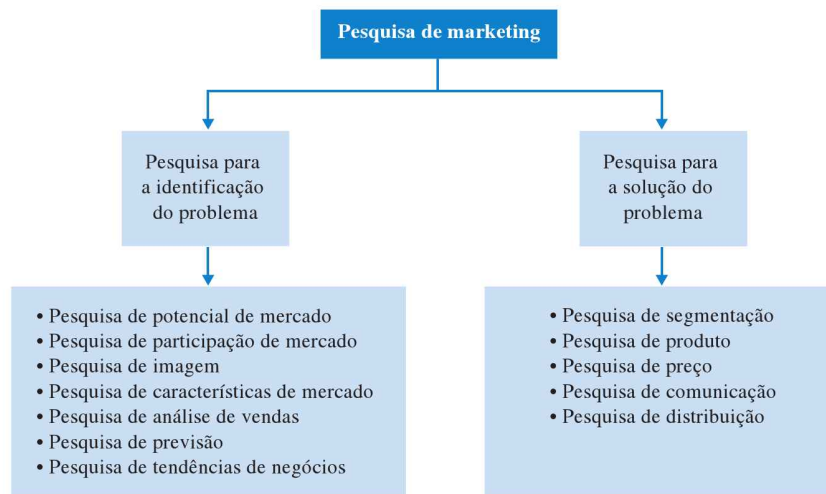 Pesquisa de marketing
Pesquisa para
a identificação
do problema
Pesquisa para
a solução do
problema
• Pesquisa de potencial de mercado
• Pesquisa de participação de mercado
• Pesquisa de imagem
• Pesquisa de características de mercado
• Pesquisa de análise de vendas
• Pesquisa de previsão
• Pesquisa de tendências de negócios
• Pesquisa de segmentação
• Pesquisa de produto
• Pesquisa de preço
• Pesquisa de comunicação
• Pesquisa de distribuição